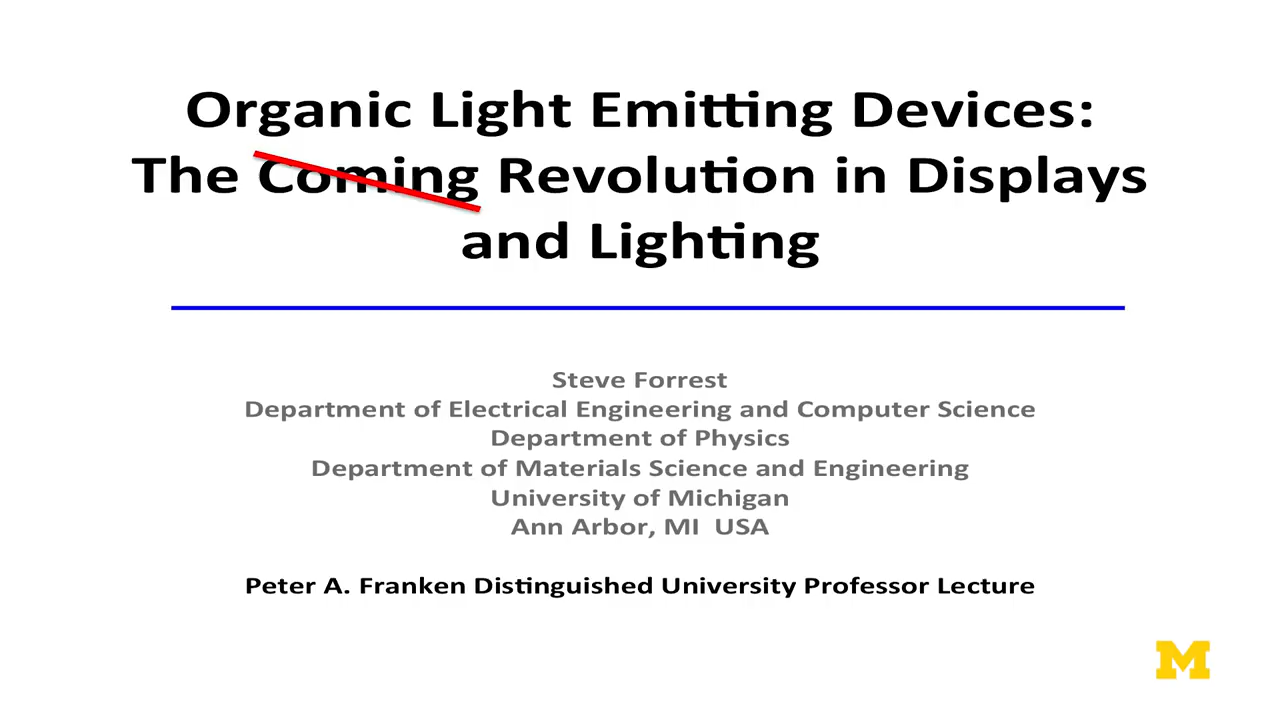 Organic Light Emitting Devices:
The Coming Revolution in Displays
and Lighting
Steve Forrest
Department of Electrical Engineering and Computer Science
Department of Physics
Department of Materials Science and Engineering
University of Michigan
Ann Arbor, MI  USA
Peter A. Franken Distinguished University Professor Lecture
M